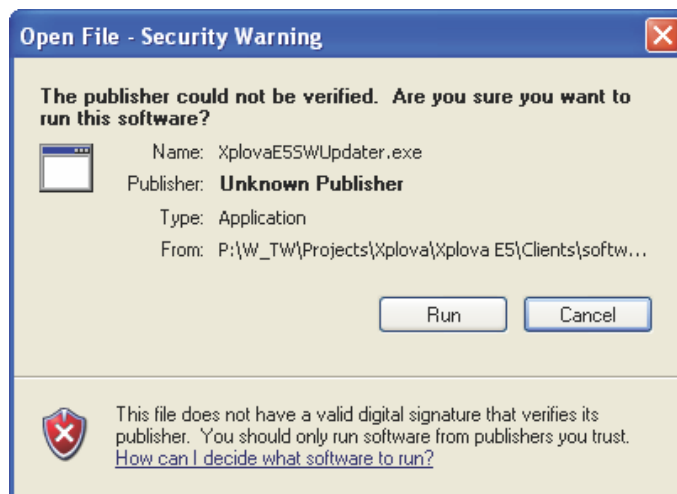 Open File - Security Warning
The publisher could not be verified. Are you sure you want to
run this software?
Name: XplovaE5SWUpdater.exe
Publisher: Unknown Publisher
Type: Application
From: P:\W_TW\Projects\Xplova\Xplova E5\Clients\softw...
Run Cancel
This file does not have a valid digital signature that verifies its
publisher. You should only run software from publishers you trust.
How can I decide what software to run?